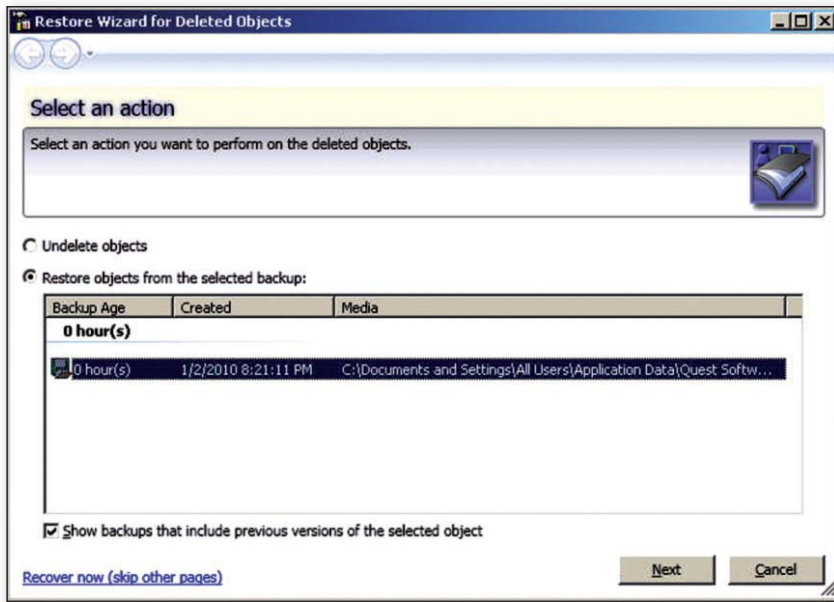 Restore Wizard for Deleted Objects
Select an action
Select an action you want to perform on the deleted objects.
Undelete objects
Restore objects from the selected backup:
Backup Age Created Media
0 hour(s)
0 hour(s) 1/2/2010 8:21:11 PM C:\Documents and Settings\All Users\Application Data\Quest Softw...
Show backups that include previous versions of the selected object
Recover now (skip other pages) Next Cancel